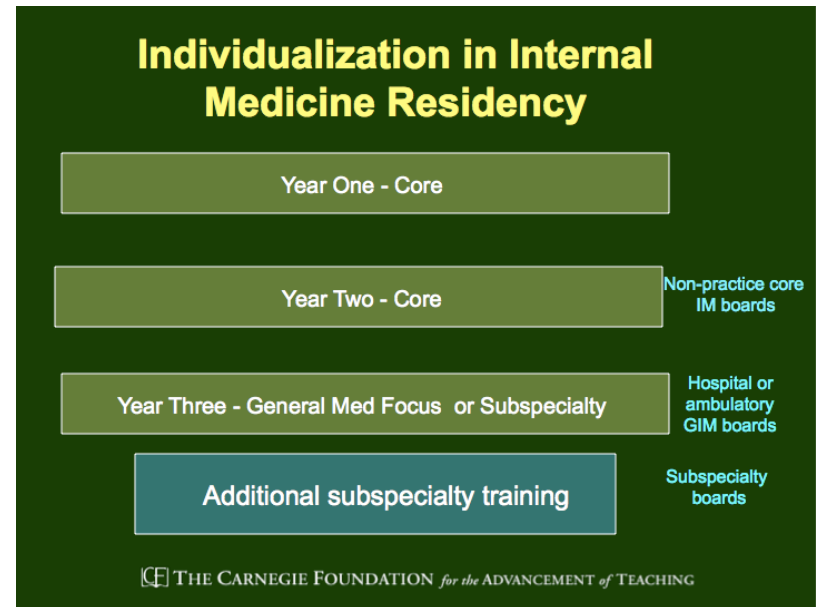 Individualization in Internal
Medicine Residency
Year One - Core
Year Two - Core
Non-practice core
IM boards
Year Three - General Med Focus or Subspecialty
Hospital or
ambulatory
GIM boards
Additional subspecialty training
Subspecialty
boards
CF THE CARNEGIE FOUNDATION for the ADVANCEMENT of TEACHING